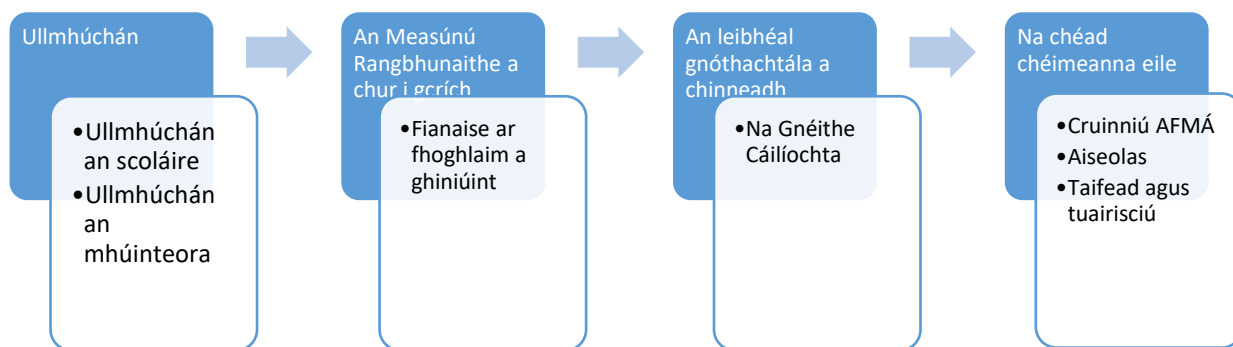 Ullmhúchán
•Ullmhúchán
an scoláire
•Ullmhúchán
an
mhúinteora
An Measúnú
Rangbhunaithe a
chur i gcrích
•Fianaise ar
fhoghlaim a
ghiniúint
An leibhéal
gnóthachtála a
chinneadh
•Na Gnéithe
Cáilíochta
Na chéad
chéimeanna eile
•Cruinniú AFMÁ
•Aiseolas
•Taifead agus
tuairisciú